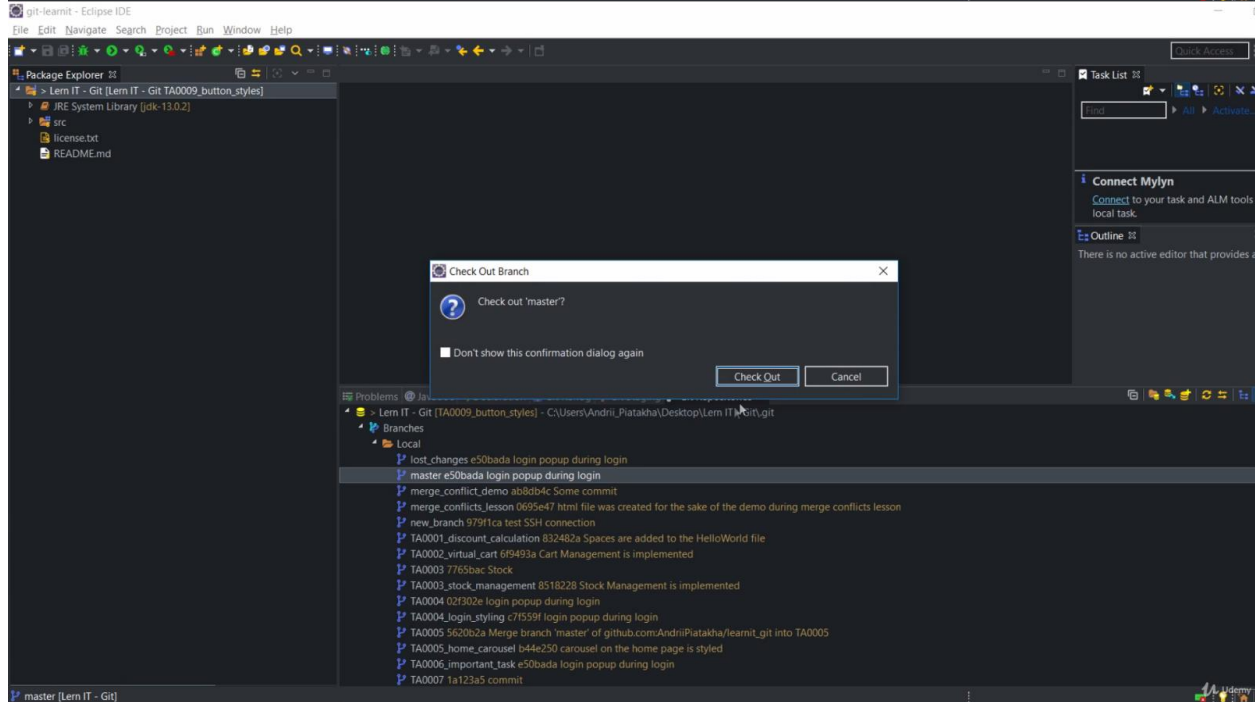 git-learnit - Eclipse IDE
File Edit Navigate Search Project Run Window Help
Quick Access
Package Explorer
> Lern IT - Git [Lern IT - Git TA0009_button_styles]
JRE System Library [jdk-13.0.2]
src
license.txt
README.md
Task List
Find
All
Activate...
Connect Mylyn
Connect to your task and ALM tools
local task.
Outline
There is no active editor that provides a
Check Out Branch
Check out 'master'?
Don't show this confirmation dialog again
Check Out
Cancel
Problems
> Lern IT - Git [TA0009_button_styles] - C:\Users\Andrii_Piatakha\Desktop\Lern IT - Git\.git
Branches
Local
lost_changes e50bada login popup during login
master e50bada login popup during login
merge_conflict_demo ab8db4c Some commit
merge_conflicts_lesson 0695e47 html file was created for the sake of the demo during merge conflicts lesson
new_branch 979f1ca test SSH connection
TA0001_discount_calculation 832482a Spaces are added to the HelloWorld file
TA0002_virtual_cart 6f9493a Cart Management is implemented
TA0003 7765bac Stock
TA0003_stock_management 8518228 Stock Management is implemented
TA0004 02f302e login popup during login
TA0004_login_styling c7f559f login popup during login
TA0005 5620b2a Merge branch 'master' of github.com:AndriiPiatakha/learnit_git into TA0005
TA0005_home_carousel b44e250 carousel on the home page is styled
TA0006_important_task e50bada login popup during login
TA0007 1a123a5 commit
master [Lern IT - Git]
Udemy